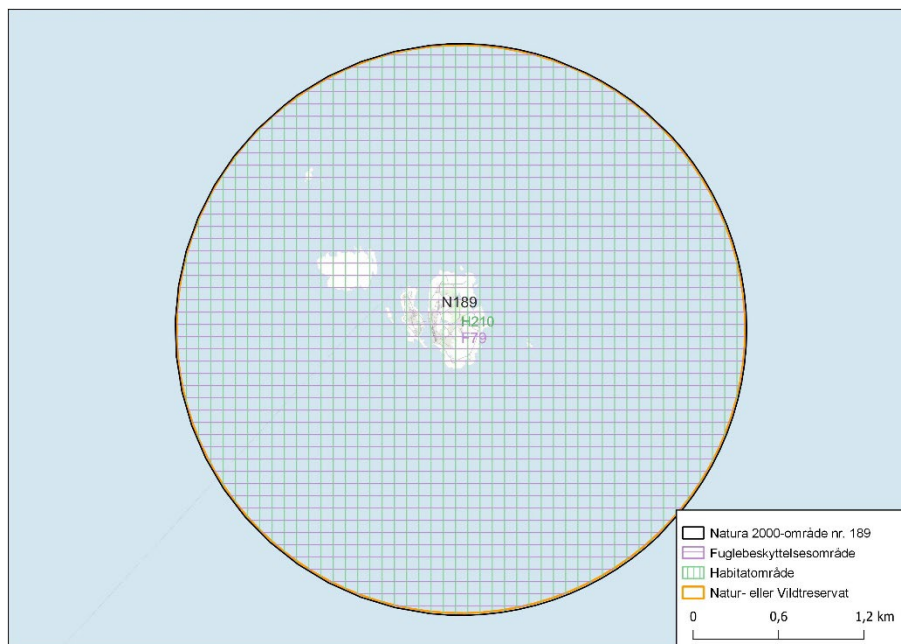 N189
H210
F79
Natura 2000-område nr. 189
Fuglebeskyttelsesområde
Habitatområde
Natur- eller Vildtreservat
0 0,6 1,2 km